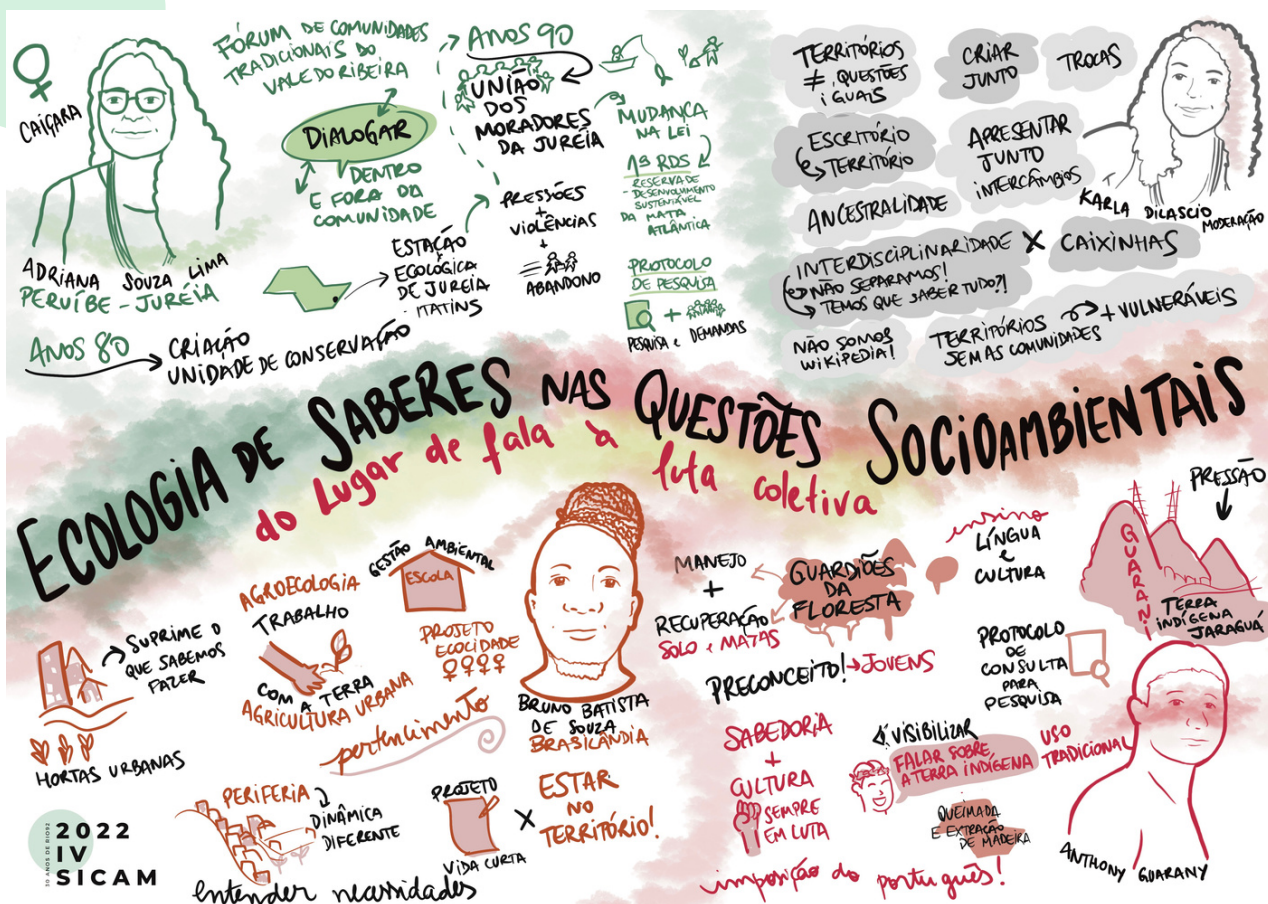 CAIÇARA
ADRIANA SOUZA LIMA
PERUÍBE - JURÉIA
FÓRUM DE COMUNIDADES
TRADICIONAIS DO
VALE DO RIBEIRA
DIALOGAR
DENTRO
E FORA DA
COMUNIDADE
ANOS 80
CRIAÇÃO
UNIDADE DE CONSERVAÇÃO
ESTAÇÃO
ECOLÓGICA
DE JUREIA
ITATINS
PRESSÕES
+
VIOLÊNCIAS
+
ABANDONO
ANOS 90
UNIÃO
DOS
MORADORES
DA JURÉIA
MUDANÇA
NA LEI
1ª RDS
RESERVA DE
DESENVOLVIMENTO
SUSTENTÁVEL
DA MATA
ATLÂNTICA
PROTOCOLO
DE PESQUISA
+
PESQUISA e DEMANDAS
TERRITÓRIOS
≠ QUESTÕES
iGUAIS
CRIAR
JUNTO
TROCAS
ESCRITÓRIO
TERRITÓRIO
APRESENTAR
JUNTO
INTERCÂMBIOS
ANCESTRALIDADE
KARLA DILASCIO
MODERAÇÃO
INTERDISCIPLINARIDADE X CAIXINHAS
NÃO SEPARAMOS!
TEMOS QUE SABER TUDO?!
NÃO SOMOS
WIKIPEDIA!
TERRITÓRIOS + VULNERÁVEIS
SEM AS COMUNIDADES
ECOLOGIA DE SABERES NAS QUESTÕES SOCIOAMBIENTAIS
do Lugar de fala à luta coletiva
SUPRIME O
QUE SABEMOS
FAZER
HORTAS URBANAS
AGROECOLOGIA
TRABALHO
COM A TERRA
AGRICULTURA URBANA
GESTÃO AMBIENTAL
ESCOLA
PROJETO
ECOCIDADE
pertencimento
BRUNO BATISTA
DE SOUZA
BRASILÂNDIA
PERIFERIA
DINÂMICA
DIFERENTE
entender necessidades
PROJETO
VIDA CURTA
X
ESTAR
NO
TERRITÓRIO!
30 ANOS DE RIO92
2022
IV
SICAM
MANEJO
+
RECUPERAÇÃO
SOLO e MATAS
GUARDIÕES
DA
FLORESTA
ensino
LÍNGUA
e
CULTURA
PRESSÃO
GUARANI
TERRA
INDÍGENA
JARAGUÁ
PRECONCEITO! JOVENS
PROTOCOLO
DE
CONSULTA
PARA
PESQUISA
SABEDORIA
+
CULTURA
SEMPRE
EM LUTA
VISIBILIZAR
FALAR SOBRE
A TERRA INDÍGENA
USO
TRADICIONAL
QUEIMADA
E EXTRAÇÃO
DE MADEIRA
imposição do português!
ANTHONY GUARANY